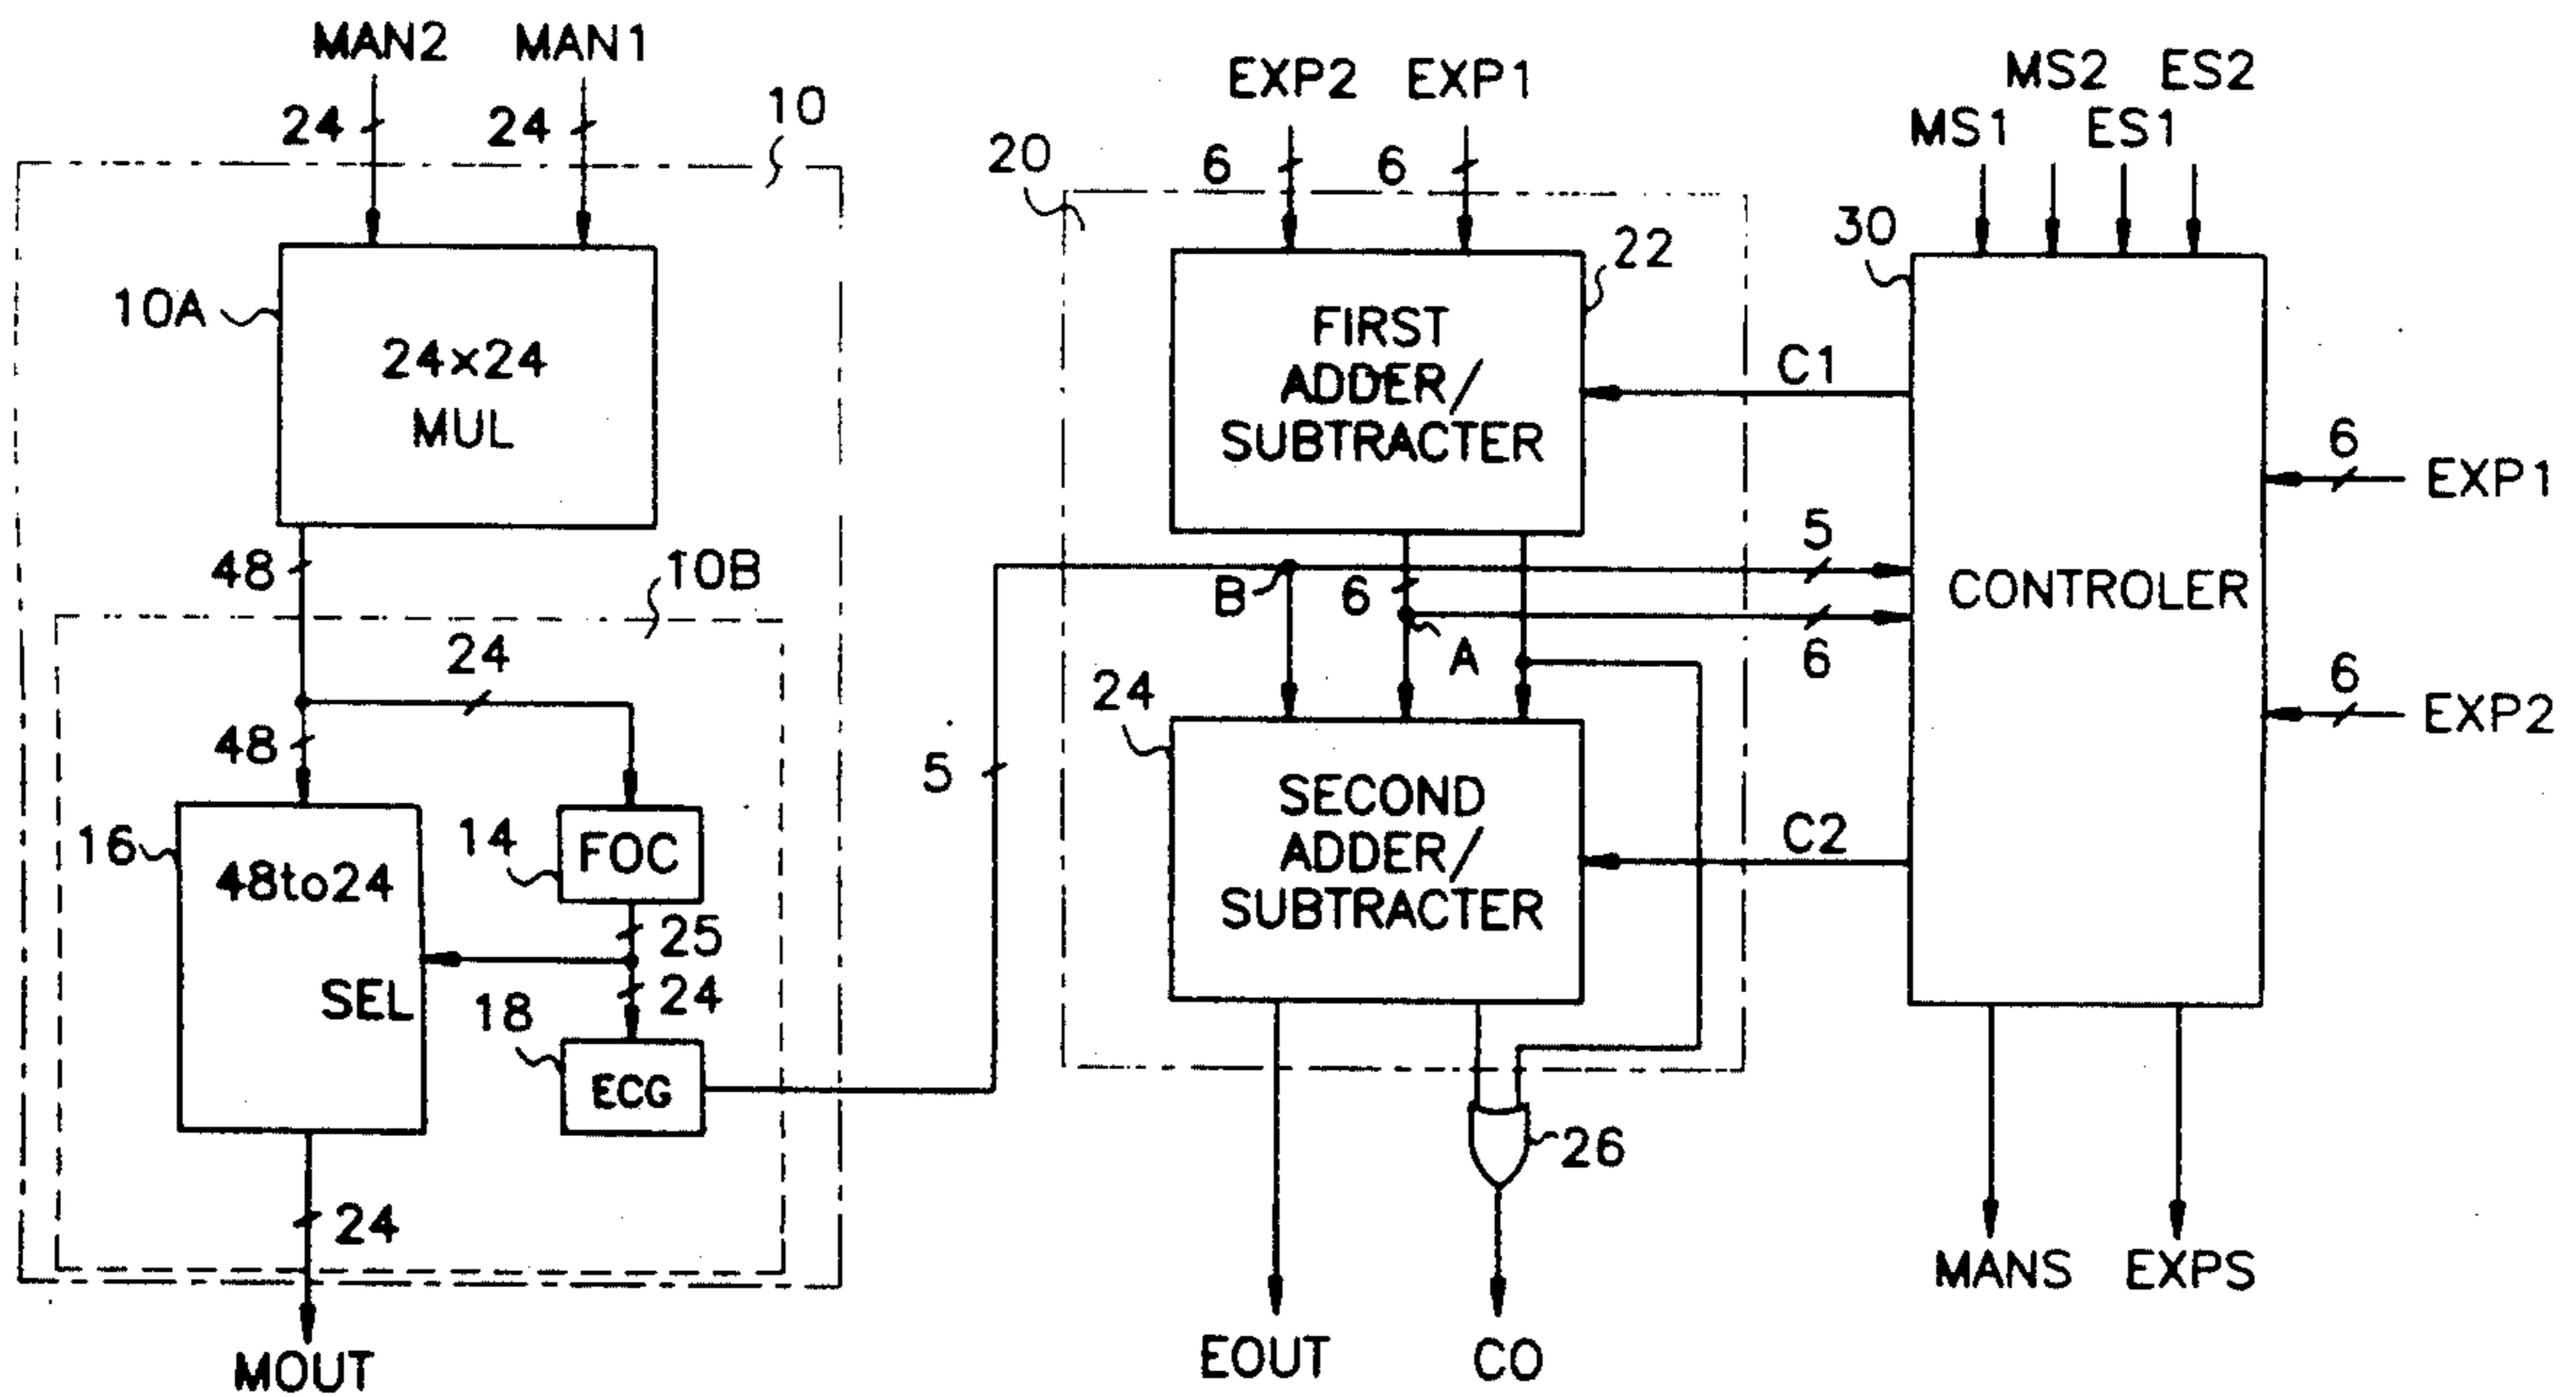 MAN2 MAN1
24 24
10
10A
24x24
MUL
48
10B
24
48
16
48to24
SEL
14
FOC
25
24
18
ECG
24
MOUT
5
EXP2 EXP1
20
6 6
22
FIRST
ADDER/
SUBTRACTER
C1
B
6
A
5
6
24
SECOND
ADDER/
SUBTRACTER
C2
26
EOUT CO
MS2 ES2
MS1 ES1
30
CONTROLER
6
EXP1
6
EXP2
MANS EXPS